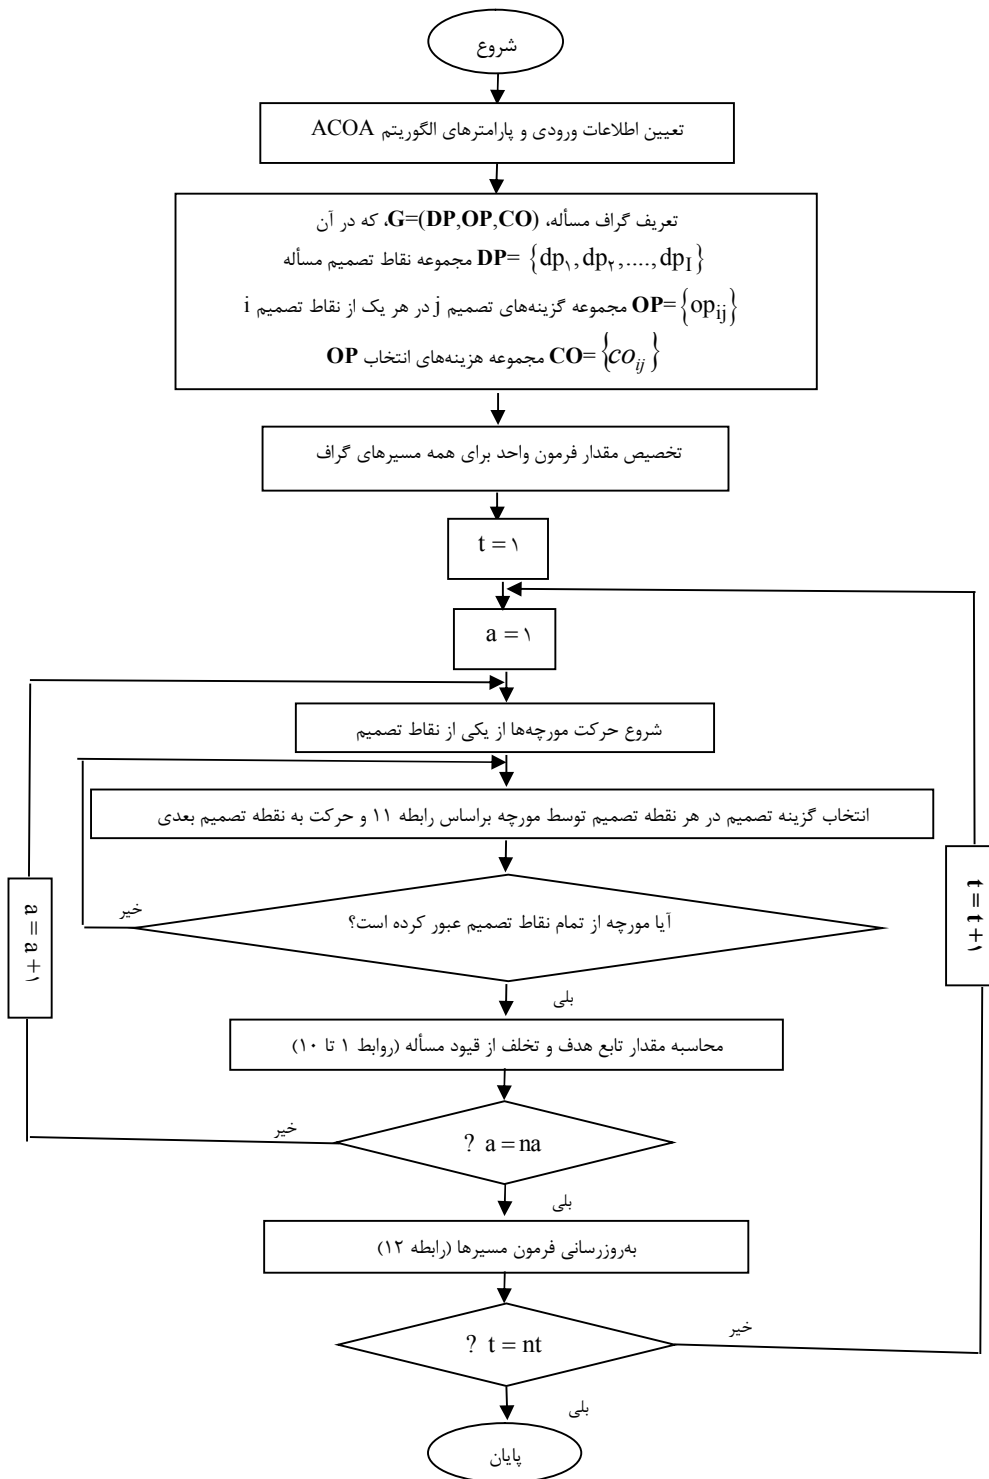 شروع
تعیین اطلاعات ورودی و پارامترهای الگوریتم ACOA
تعریف گراف مسأله، G=(DP,OP,CO)، که در آن
DP= {dp۱, dp۲,...., dpI} مجموعه نقاط تصمیم مسأله
OP={opij} مجموعه گزینه‌های تصمیم j در هر یک از نقاط تصمیم i
CO={coij} مجموعه هزینه‌های انتخاب OP
تخصیص مقدار فرمون واحد برای همه مسیرهای گراف
t = ۱
a = ۱
شروع حرکت مورچه‌ها از یکی از نقاط تصمیم
انتخاب گزینه تصمیم در هر نقطه تصمیم توسط مورچه براساس رابطه ۱۱ و حرکت به نقطه تصمیم بعدی
آیا مورچه از تمام نقاط تصمیم عبور کرده است؟
خیر
a = a + ۱
t = t + ۱
بلی
محاسبه مقدار تابع هدف و تخلف از قیود مسأله (روابط ۱ تا ۱۰)
? a = na
خیر
بلی
به‌روزرسانی فرمون مسیرها (رابطه ۱۲)
? t = nt
خیر
بلی
پایان